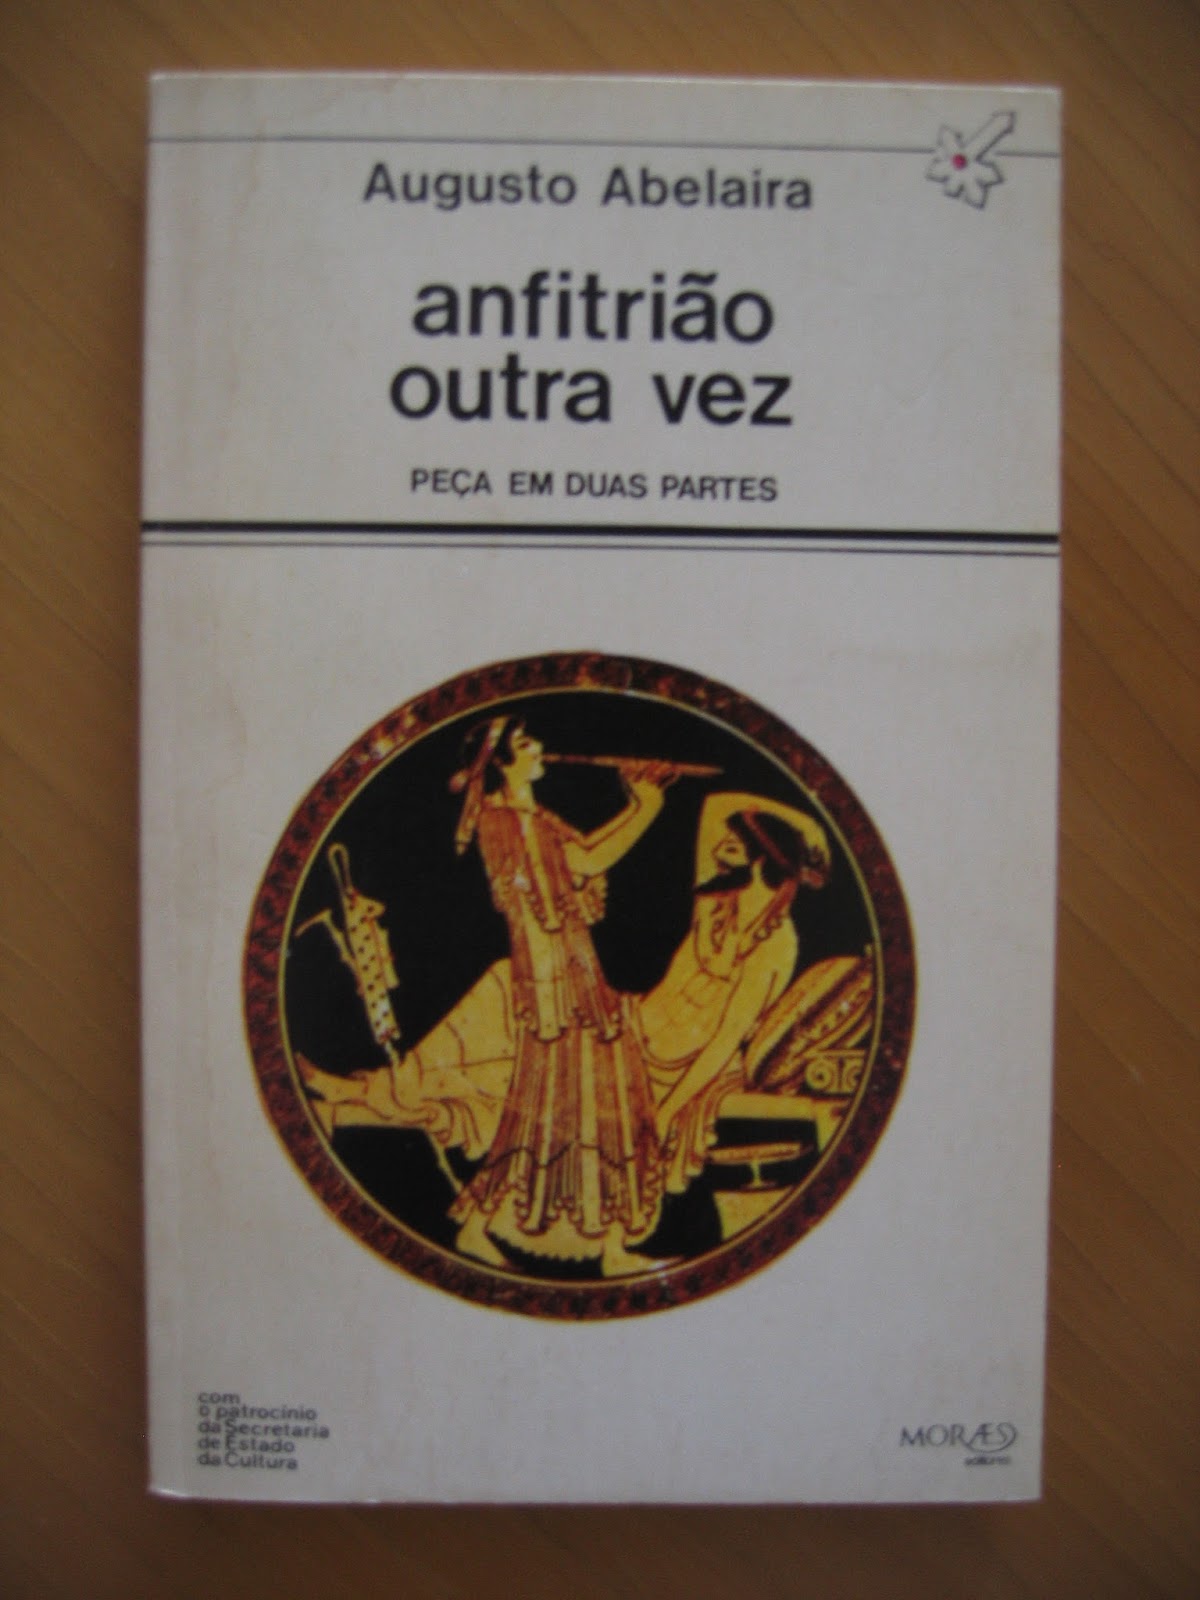 Augusto Abelaira
anfitrião
outra vez
PEÇA EM DUAS PARTES
com
o patrocínio
da Secretaria
de Estado
da Cultura
MORÆS
editores